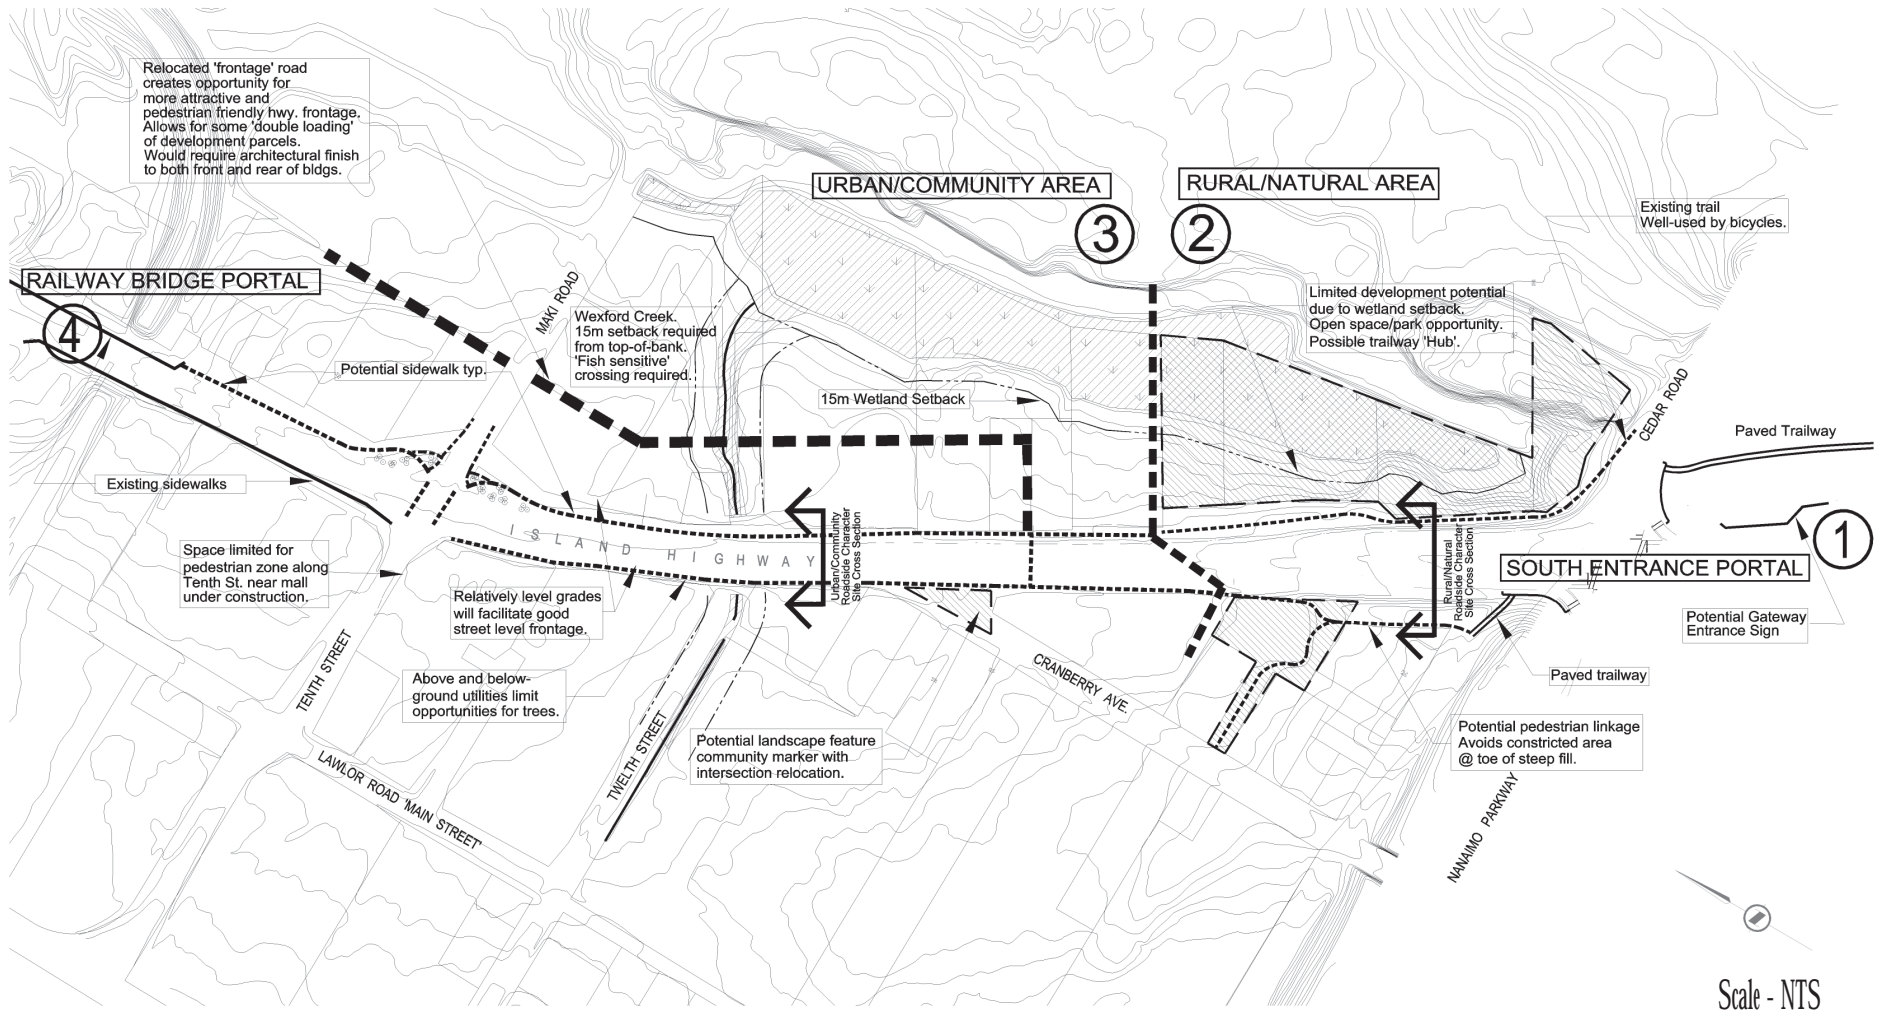 Relocated 'frontage' road
creates opportunity for
more attractive and
pedestrian friendly hwy. frontage.
Allows for some 'double loading'
of development parcels.
Would require architectural finish
to both front and rear of bldgs.
URBAN/COMMUNITY AREA
3
RURAL/NATURAL AREA
2
Existing trail
Well-used by bicycles.
RAILWAY BRIDGE PORTAL
4
MAKI ROAD
Wexford Creek.
15m setback required
from top-of-bank.
'Fish sensitive'
crossing required.
Limited development potential
due to wetland setback.
Open space/park opportunity.
Possible trailway 'Hub'.
Potential sidewalk typ.
15m Wetland Setback
CEDAR ROAD
Paved Trailway
Existing sidewalks
ISLAND HIGHWAY
Urban/Community
Roadside Character
Site Cross Section
Rural/Natural
Roadside Character
Site Cross Section
1
SOUTH ENTRANCE PORTAL
Space limited for
pedestrian zone along
Tenth St. near mall
under construction.
Relatively level grades
will facilitate good
street level frontage.
Potential Gateway
Entrance Sign
TENTH STREET
Above and below-
ground utilities limit
opportunities for trees.
CRANBERRY AVE.
Paved trailway
TWELTH STREET
Potential landscape feature
community marker with
intersection relocation.
Potential pedestrian linkage
Avoids constricted area
@ toe of steep fill.
LAWLOR ROAD 'MAIN STREET'
NANAIMO PARKWAY
Scale - NTS